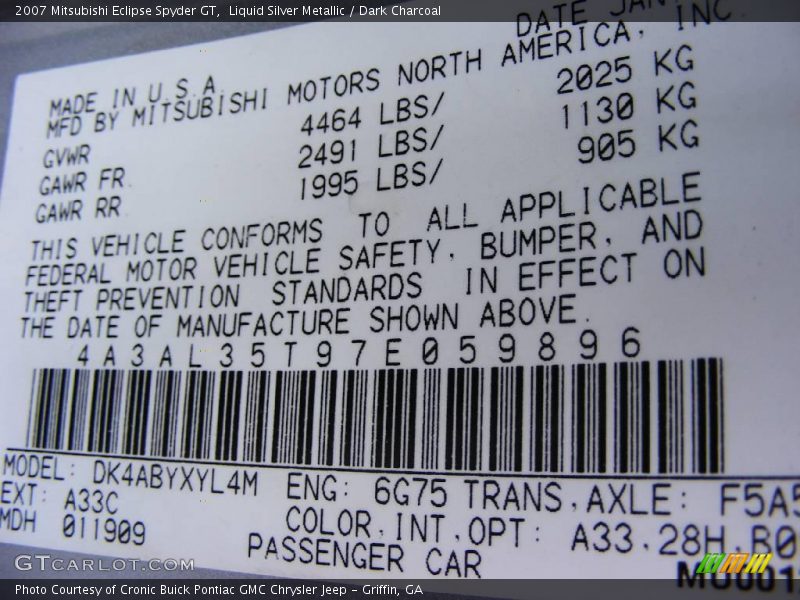 2007 Mitsubishi Eclipse Spyder GT, Liquid Silver Metallic / Dark Charcoal
DATE JAN
MADE IN U.S.A.
MFD BY MITSUBISHI MOTORS NORTH AMERICA, INC.
GVWR 4464 LBS/ 2025 KG
GAWR FR 2491 LBS/ 1130 KG
GAWR RR 1995 LBS/ 905 KG
THIS VEHICLE CONFORMS TO ALL APPLICABLE
FEDERAL MOTOR VEHICLE SAFETY, BUMPER, AND
THEFT PREVENTION STANDARDS IN EFFECT ON
THE DATE OF MANUFACTURE SHOWN ABOVE.
4A3AL35T97E059896
MODEL: DK4ABYXYL4M ENG: 6G75 TRANS,AXLE: F5A5
EXT: A33C COLOR,INT,OPT: A33,28H,B0
MDH 011909 PASSENGER CAR
GTCARLOT.COM
Photo Courtesy of Cronic Buick Pontiac GMC Chrysler Jeep – Griffin, GA